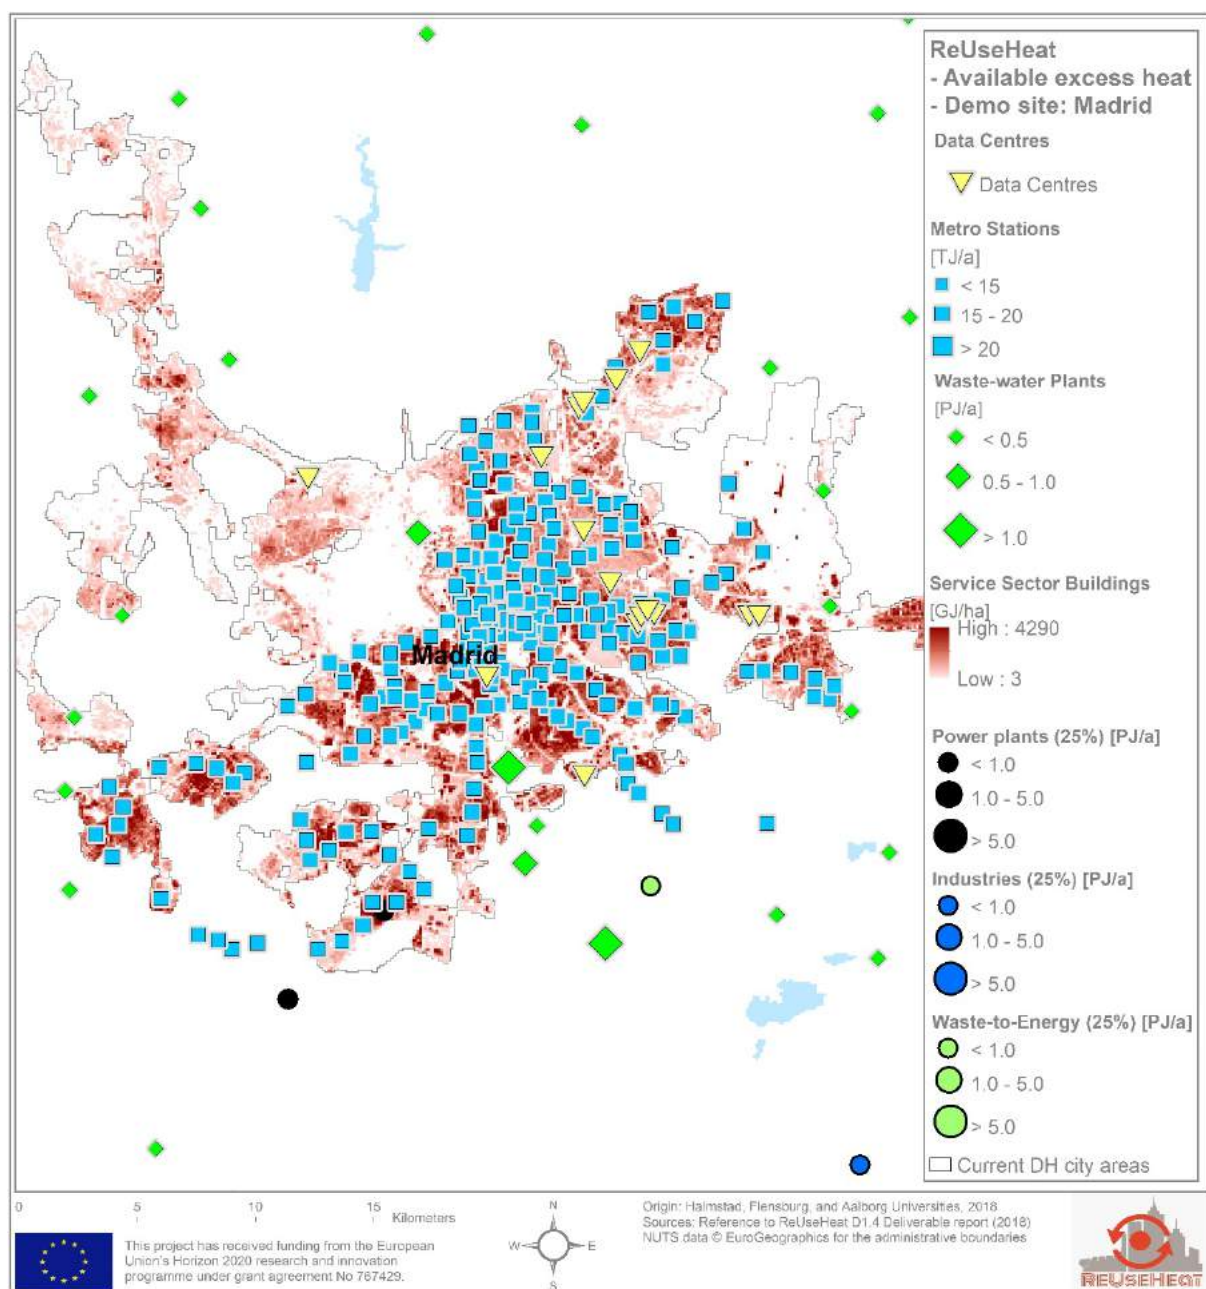 ReUseHeat
- Available excess heat
- Demo site: Madrid
Data Centres
Data Centres
Metro Stations
[TJ/a]
< 15
15 - 20
> 20
Waste-water Plants
[PJ/a]
< 0.5
0.5 - 1.0
> 1.0
Service Sector Buildings
[GJ/ha]
High : 4290
Low : 3
Power plants (25%) [PJ/a]
< 1.0
1.0 - 5.0
> 5.0
Industries (25%) [PJ/a]
< 1.0
1.0 - 5.0
> 5.0
Waste-to-Energy (25%) [PJ/a]
< 1.0
1.0 - 5.0
> 5.0
Current DH city areas
Madrid
0 5 10 15
Kilometers
This project has received funding from the European
Union's Horizon 2020 research and innovation
programme under grant agreement No 767429.
N
W E
S
Origin: Halmstad, Flensburg, and Aalborg Universities, 2018
Sources: Reference to ReUseHeat D1.4 Deliverable report (2018)
NUTS data © EuroGeographics for the administrative boundaries
REUSEHEAT